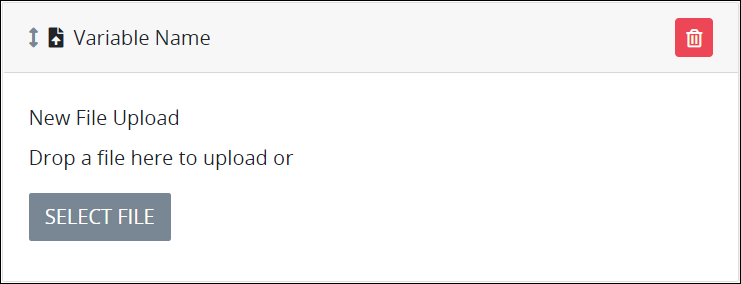 Variable Name
New File Upload
Drop a file here to upload or
SELECT FILE